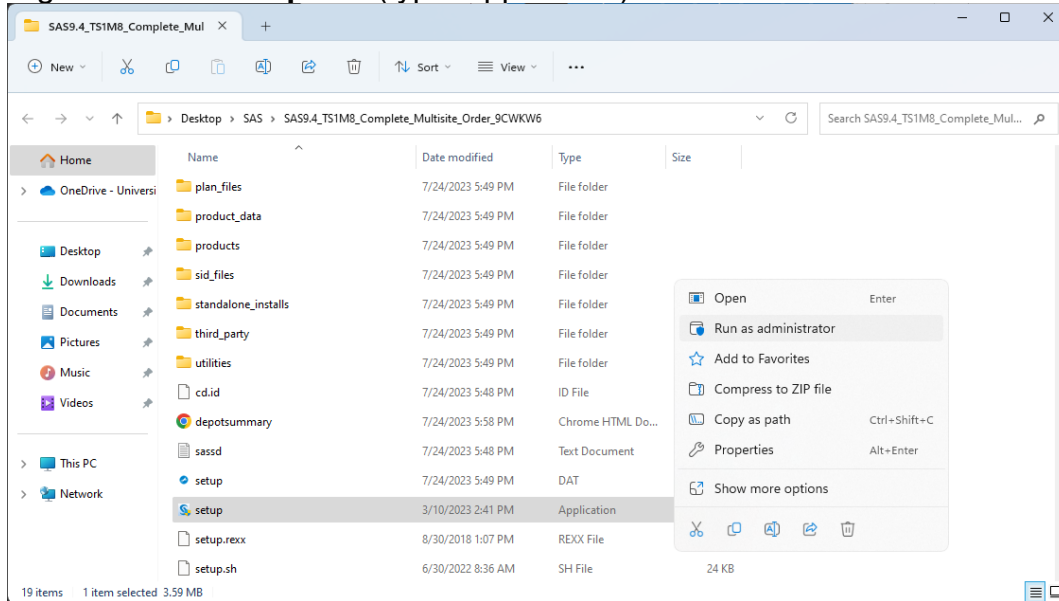 SAS9.4_TS1M8_Complete_Mul
New
Sort
View
Desktop > SAS > SAS9.4_TS1M8_Complete_Multisite_Order_9CWKW6
Search SAS9.4_TS1M8_Complete_Mul...
Home
Name Date modified Type Size
OneDrive - Universi
plan_files 7/24/2023 5:49 PM File folder
product_data 7/24/2023 5:49 PM File folder
Desktop
products 7/24/2023 5:49 PM File folder
Downloads
sid_files 7/24/2023 5:49 PM File folder
Documents
standalone_installs 7/24/2023 5:49 PM File folder
Pictures
third_party 7/24/2023 5:49 PM File folder
Music
utilities 7/24/2023 5:49 PM File folder
Videos
cd.id 7/24/2023 5:48 PM ID File
depotsummary 7/24/2023 5:58 PM Chrome HTML Do...
This PC
sassd 7/24/2023 5:48 PM Text Document
Network
setup 7/24/2023 5:49 PM DAT
setup 3/10/2023 2:41 PM Application
setup.rexx 8/30/2018 1:07 PM REXX File
setup.sh 6/30/2022 8:36 AM SH File 24 KB
Open Enter
Run as administrator
Add to Favorites
Compress to ZIP file
Copy as path Ctrl+Shift+C
Properties Alt+Enter
Show more options
19 items 1 item selected 3.59 MB